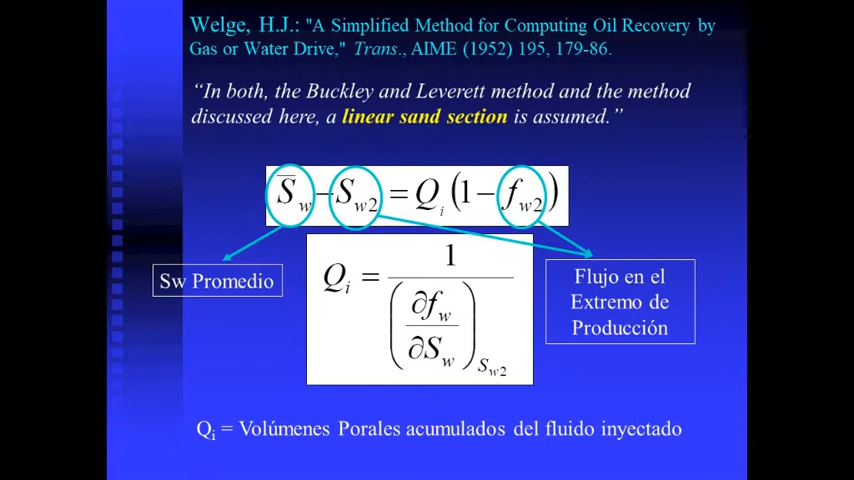 Welge, H.J.: "A Simplified Method for Computing Oil Recovery by
Gas or Water Drive," Trans., AIME (1952) 195, 179-86.
“In both, the Buckley and Leverett method and the method
discussed here, a linear sand section is assumed.”
S̅w − Sw2 = Qi (1 − fw2)
Qi = 1 / (∂fw / ∂Sw)Sw2
Sw Promedio
Flujo en el
Extremo de
Producción
Qi = Volúmenes Porales acumulados del fluido inyectado